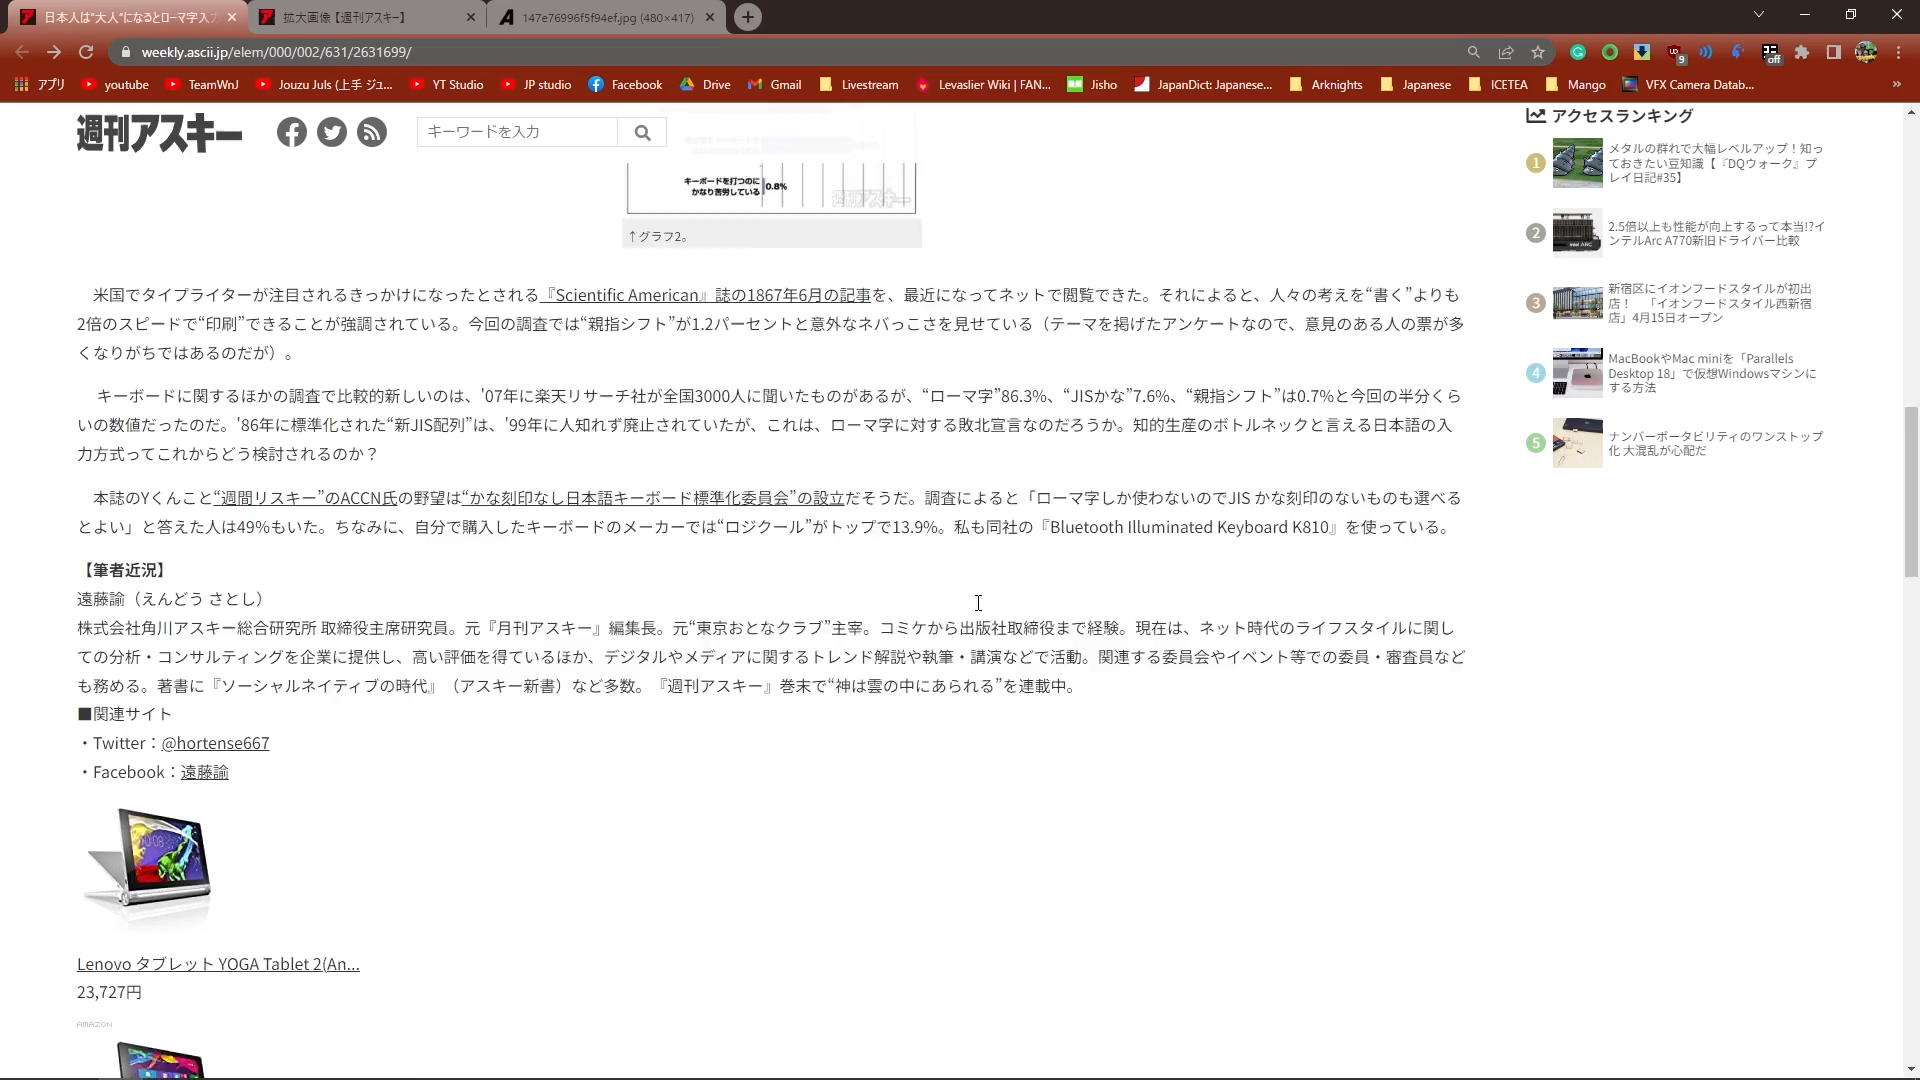 日本人は"大人"になるとローマ字入力
拡大画像【週刊アスキー】
147e76996f5f94ef.jpg (480×417)
weekly.ascii.jp/elem/000/002/631/2631699/
9
off
アプリ
youtube
TeamWnJ
Jouzu Juls (上手 ジュ...
YT Studio
JP studio
Facebook
Drive
Gmail
Livestream
Levaslier Wiki | FAN...
Jisho
JapanDict: Japanese...
Arknights
Japanese
ICETEA
Mango
VFX Camera Datab...
»
週刊アスキー
キーワードを入力
キーボードを打つのに
かなり苦労している
0.8%
週刊アスキー
↑グラフ2。
米国でタイプライターが注目されるきっかけになったとされる『Scientific American』誌の1867年6月の記事を、最近になってネットで閲覧できた。それによると、人々の考えを“書く”よりも
2倍のスピードで“印刷”できることが強調されている。今回の調査では“親指シフト”が1.2パーセントと意外なネバっこさを見せている（テーマを掲げたアンケートなので、意見のある人の票が多
くなりがちではあるのだが）。
キーボードに関するほかの調査で比較的新しいのは、'07年に楽天リサーチ社が全国3000人に聞いたものがあるが、“ローマ字”86.3%、“JISかな”7.6%、“親指シフト”は0.7%と今回の半分くら
いの数値だったのだ。'86年に標準化された“新JIS配列”は、'99年に人知れず廃止されていたが、これは、ローマ字に対する敗北宣言なのだろうか。知的生産のボトルネックと言える日本語の入
力方式ってこれからどう検討されるのか？
本誌のYくんこと“週間リスキー”のACCN氏の野望は“かな刻印なし日本語キーボード標準化委員会”の設立だそうだ。調査によると「ローマ字しか使わないのでJIS かな刻印のないものも選べる
とよい」と答えた人は49%もいた。ちなみに、自分で購入したキーボードのメーカーでは“ロジクール”がトップで13.9%。私も同社の『Bluetooth Illuminated Keyboard K810』を使っている。
【筆者近況】
遠藤諭（えんどう さとし）
株式会社角川アスキー総合研究所 取締役主席研究員。元『月刊アスキー』編集長。元“東京おとなクラブ”主宰。コミケから出版社取締役まで経験。現在は、ネット時代のライフスタイルに関し
ての分析・コンサルティングを企業に提供し、高い評価を得ているほか、デジタルやメディアに関するトレンド解説や執筆・講演などで活動。関連する委員会やイベント等での委員・審査員など
も務める。著書に『ソーシャルネイティブの時代』（アスキー新書）など多数。『週刊アスキー』巻末で“神は雲の中にあられる”を連載中。
■関連サイト
・Twitter：@hortense667
・Facebook：遠藤諭
Lenovo タブレット YOGA Tablet 2(An...
23,727円
AMAZON
アクセスランキング
1
メタルの群れで大幅レベルアップ！知っ
ておきたい豆知識【『DQウォーク』プ
レイ日記#35】
2
2.5倍以上も性能が向上するって本当!?イ
ンテルArc A770新旧ドライバー比較
3
新宿区にイオンフードスタイルが初出
店！ 「イオンフードスタイル西新宿
店」4月15日オープン
4
MacBookやMac miniを「Parallels
Desktop 18」で仮想Windowsマシンに
する方法
5
ナンバーポータビリティのワンストップ
化 大混乱が心配だ